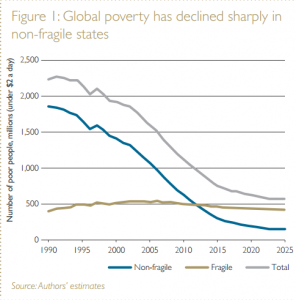 Figure 1: Global poverty has declined sharply in
non-fragile states
Number of poor people, millions (under $2 a day)
2,500
2,000
1,500
1,000
500
0
1990 1995 2000 2005 2010 2015 2020 2025
Non-fragile Fragile Total
Source: Authors' estimates